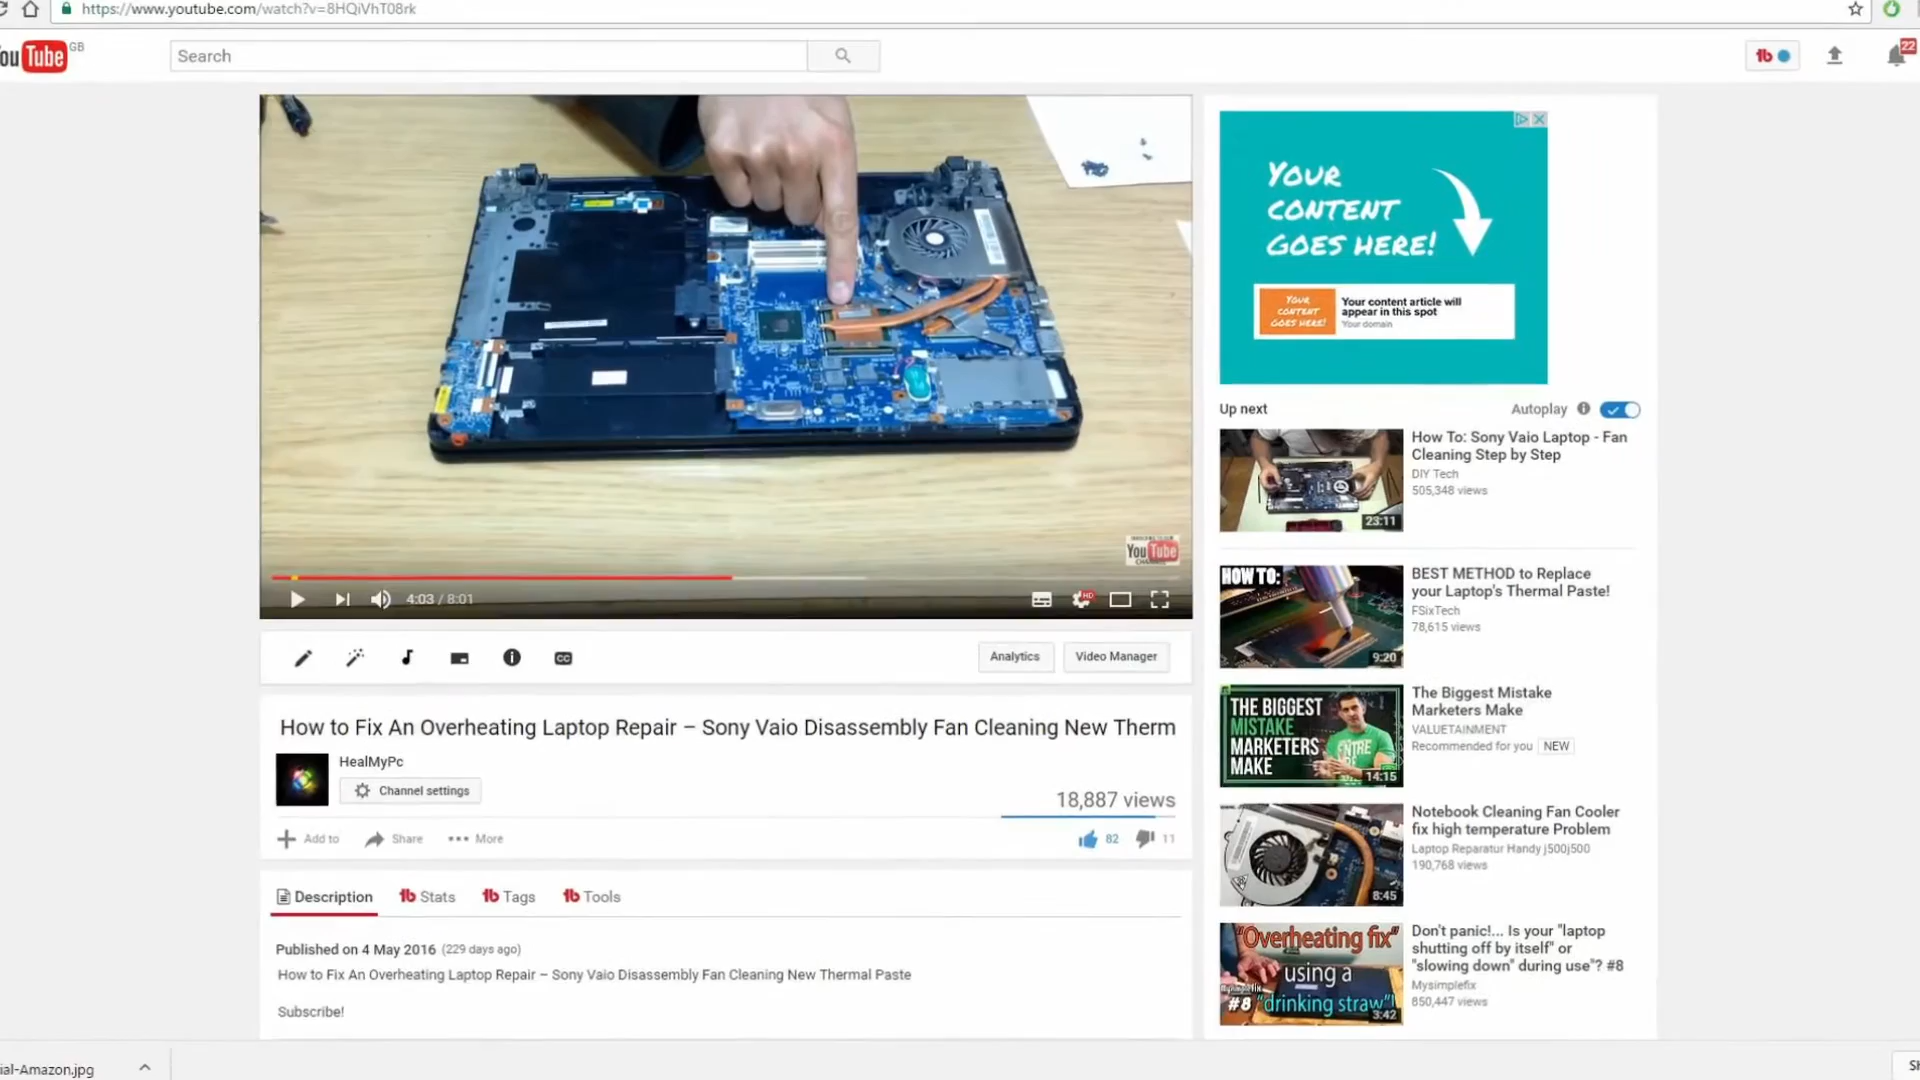 https://www.youtube.com/watch?v=8HQiVhT08rk
YouTube GB
Search
22
YOUR
CONTENT
GOES HERE!
YOUR
CONTENT
GOES HERE!
Your content article will
appear in this spot
Your domain
YouTube
4:03 / 8:01
HD
CC
Analytics
Video Manager
How to Fix An Overheating Laptop Repair – Sony Vaio Disassembly Fan Cleaning New Therm
HealMyPc
Channel settings
18,887 views
Add to
Share
More
82
11
Description
Stats
Tags
Tools
Published on 4 May 2016 (229 days ago)
How to Fix An Overheating Laptop Repair – Sony Vaio Disassembly Fan Cleaning New Thermal Paste
Subscribe!
Up next
Autoplay
How To: Sony Vaio Laptop - Fan
Cleaning Step by Step
DIY Tech
505,348 views
23:11
HOW TO:
9:20
BEST METHOD to Replace
your Laptop's Thermal Paste!
FSixTech
78,615 views
THE BIGGEST
MISTAKE
MARKETERS
MAKE
14:15
The Biggest Mistake
Marketers Make
VALUETAINMENT
Recommended for you NEW
8:45
Notebook Cleaning Fan Cooler
fix high temperature Problem
Laptop Reparatur Handy j500j500
190,768 views
"Overheating fix"
using a
Mysimplefix
#8 "drinking straw"!
3:42
Don't panic!... Is your "laptop
shutting off by itself" or
"slowing down" during use"? #8
Mysimplefix
850,447 views
ial-Amazon.jpg